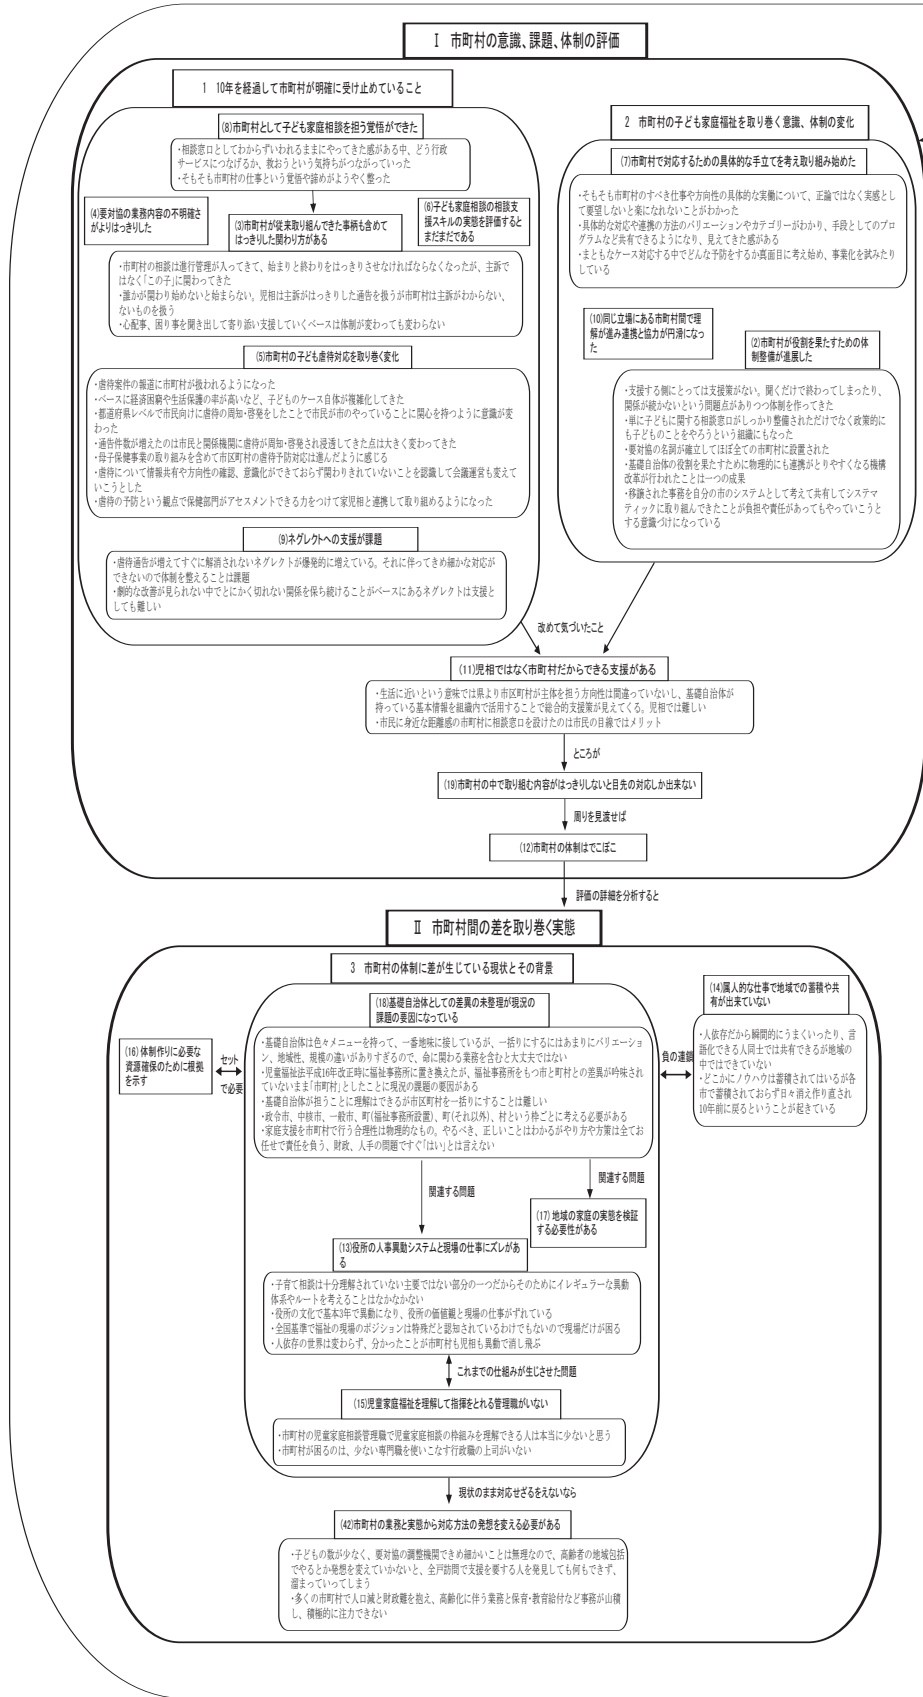 Ⅰ 市町村の意識、課題、体制の評価
1 10年を経過して市町村が明確に受け止めていること
(8)市町村として子ども家庭相談を担う覚悟ができた
・相談窓口としてわからずいわれるままにやってきた感がある中、どう行政
サービスにつなげるか、救おうという気持ちがつながっていった
・そもそも市町村の仕事という覚悟や諦めがようやく整った
(4)要対協の業務内容の不明確さ
がよりはっきりした
(3)市町村が従来取り組んできた事柄も含めて
はっきりした関わり方がある
(6)子ども家庭相談の相談支
援スキルの実態を評価すると
まだまだである
・市町村の相談は進行管理が入ってきて、始まりと終わりをはっきりさせなければならなくなったが、主訴で
はなく「この子」に関わってきた
・誰かが関わり始めないと始まらない。児相は主訴がはっきりした通告を扱うが市町村は主訴がわからない、
ないものを扱う
・心配事、困り事を聞き出して寄り添い支援していくベースは体制が変わっても変わらない
(5)市町村の子ども虐待対応を取り巻く変化
・虐待案件の報道に市町村が扱われるようになった
・ベースに経済困窮や生活保護の率が高いなど、子どものケース自体が複雑化してきた
・都道府県レベルで市民向けに虐待の周知・啓発をしたことで市民が市のやっていることに関心を持つように意識が変
わった
・通告件数が増えたのは市民と関係機関に虐待が周知・啓発され浸透してきた点は大きく変わってきた
・母子保健事業の取り組みを含めて市区町村の虐待予防対応は進んだように感じる
・虐待について情報共有や方向性の確認、意識化ができておらず関わりきれていないことを認識して会議運営も変え
ていこうとした
・虐待の予防という観点で保健部門がアセスメントできる力をつけて家児相と連携して取り組めるようになった
(9)ネグレクトへの支援が課題
・虐待通告が増えてすぐに解消されないネグレクトが爆発的に増えている。それに伴ってきめ細かな対応が
できないので体制を整えることは課題
・劇的な改善が見られない中でとにかく切れない関係を保ち続けることがベースにあるネグレクトは支援と
しても難しい
2 市町村の子ども家庭福祉を取り巻く意識、体制の変化
(7)市町村で対応するための具体的な手立てを考え取り組み始めた
・そもそも市町村のすべき仕事や方向性の具体的な実働について、正論ではなく実感とし
て要望しないと楽になれないことがわかった
・具体的な対応や連携の方法のバリエーションやカテゴリーがわかり、手段としてのプロ
グラムなど共有できるようになり、見えてきた感がある
・まともなケース対応する中でどんな予防をするか真面目に考え始め、事業化を試みたり
している
(10)同じ立場にある市町村間で理
解が進み連携と協力が円滑になっ
た
(2)市町村が役割を果たすための体
制整備が進展した
・支援する側にとっては支援策がない。聞くだけで終わってしまったり、
関係が続かないという問題点がありつつ体制を作ってきた
・単に子どもに関する相談窓口がしっかり整備されただけでなく政策的に
も子どものことをやろうという組織にもなった
・要対協の名詞が確立してほぼ全ての市町村に設置された
・基礎自治体の役割を果たすために物理的にも連携がとりやすくなる機構
改革が行われたことは一つの成果
・移譲された事務を自分の市のシステムとして考えて共有してシステマ
ティックに取り組んできたことが負担や責任があってもやっていこうと
する意識づけになっている
改めて気づいたこと
(11)児相ではなく市町村だからできる支援がある
・生活に近いという意味では県より市区町村が主体を担う方向性は間違っていないし、基礎自治体が
持っている基本情報を組織内で活用することで総合的支援策が見えてくる。児相では難しい
・市民に身近な距離感の市町村に相談窓口を設けたのは市民の目線ではメリット
ところが
(19)市町村の中で取り組む内容がはっきりしないと目先の対応しか出来ない
周りを見渡せば
(12)市町村の体制はでこぼこ
評価の詳細を分析すると
Ⅱ 市町村間の差を取り巻く実態
3 市町村の体制に差が生じている現状とその背景
(18)基礎自治体としての差異の未整理が現況の
課題の要因になっている
・基礎自治体は色々メニューを持って、一番地味に接しているが、一括りにするにはあまりにバリエーショ
ン、地域性、規模の違いがありすぎるので、命に関わる業務を含むと大丈夫ではない
・児童福祉法平成16年改正時に福祉事務所に置き換えたが、福祉事務所をもつ市と町村との差異が吟味さ
れていないまま「市町村」としたことに現況の課題の要因がある
・基礎自治体が担うことに理解はできるが市区町村を一括りにすることは難しい
・政令市、中核市、一般市、町(福祉事務所設置)、町(それ以外)、村という枠ごとに考える必要がある
・家庭支援を市町村で行う合理性は物理的なもの。やるべき、正しいことはわかるがやり方や方策は全てお
任せで責任を負う、財政、人手の問題ですぐ「はい」とは言えない
(16) 体制作りに必要な
資源確保のために根拠
を示す
セット
で必要
負の連鎖
(14)属人的な仕事で地域での蓄積や共
有が出来ていない
・人依存だから瞬間的にうまくいったり、言
語化できる人同士では共有できるが地域の
中ではできていない
・どこかにノウハウは蓄積されてはいるが各
市で蓄積されておらず日々消え作り直され
10年前に戻るということが起きている
関連する問題
関連する問題
(17) 地域の家庭の実態を検証
する必要性がある
(13)役所の人事異動システムと現場の仕事にズレがあ
る
・子育て相談は十分理解されていない主要ではない部分の一つだからそのためにイレギュラーな異動
体系やルートを考えることはなかなかない
・役所の文化で基本3年で異動になり、役所の価値観と現場の仕事がずれている
・全国基準で福祉の現場のポジションは特殊だと認知されているわけでもないので現場だけが困る
・人依存の世界は変わらず、分かったことが市町村も児相も異動で消し飛ぶ
これまでの仕組みが生じさせた問題
(15)児童家庭福祉を理解して指揮をとれる管理職がいない
・市町村の児童家庭相談管理職で児童家庭相談の枠組みを理解できる人は本当に少ないと思う
・市町村が困るのは、少ない専門職を使いこなす行政職の上司がいない
現状のまま対応せざるをえないなら
(42)市町村の業務と実態から対応方法の発想を変える必要がある
・子どもの数が少なく、要対協の調整機関できめ細かいことは無理なので、高齢者の地域包括
でやるとか発想を変えていかないと、全戸訪問で支援を要する人を発見しても何もできず、
溜まっていってしまう
・多くの市町村で人口減と財政難を抱え、高齢化に伴う業務と保育・教育給付など事務が山積
し、積極的に注力できない